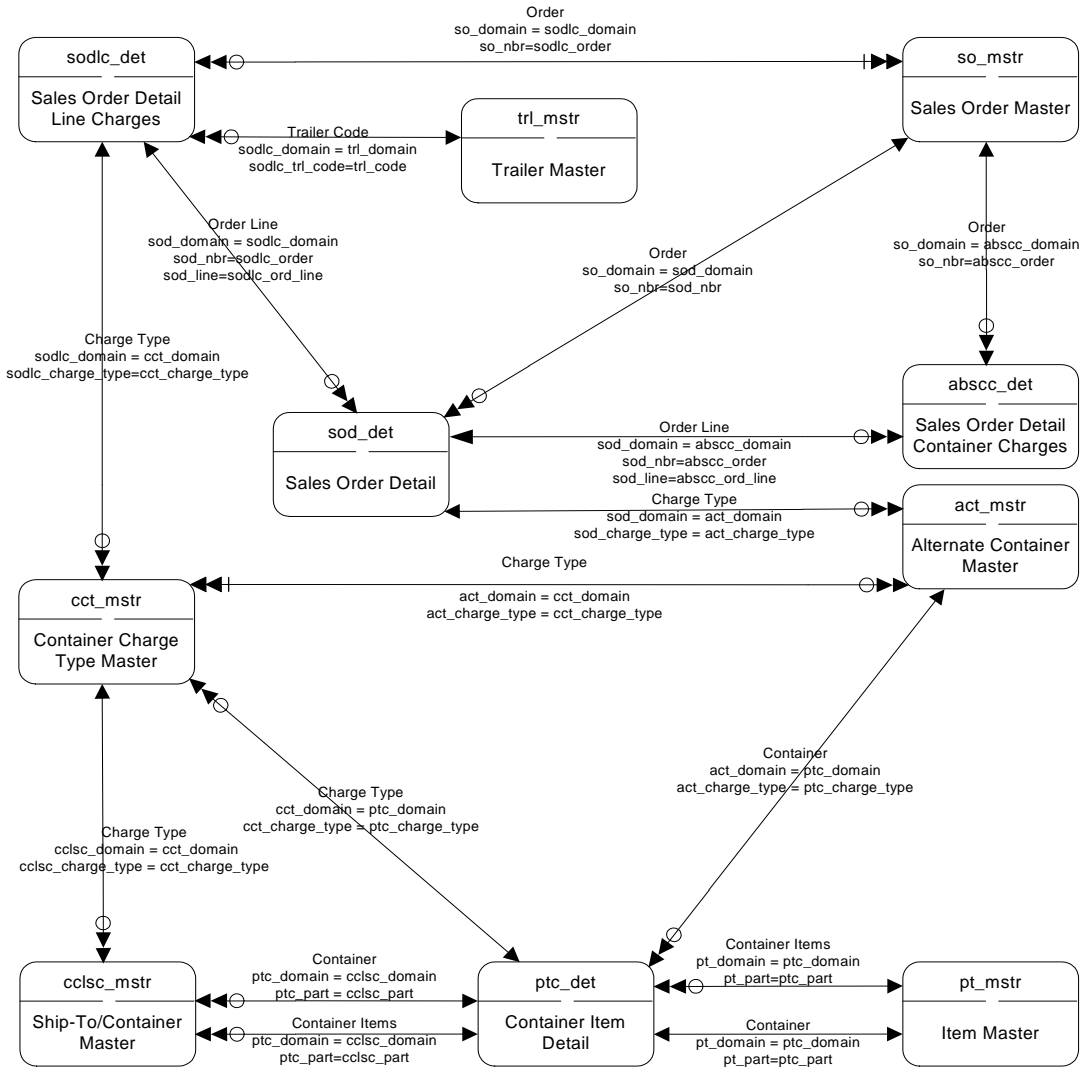 Order
so_domain = sodlc_domain
so_nbr=sodlc_order
sodlc_det
Sales Order Detail
Line Charges
so_mstr
Sales Order Master
trl_mstr
Trailer Master
Trailer Code
sodlc_domain = trl_domain
sodlc_trl_code=trl_code
Order Line
sod_domain = sodlc_domain
sod_nbr=sodlc_order
sod_line=sodlc_ord_line
Order
so_domain = sod_domain
so_nbr=sod_nbr
Order
so_domain = abscc_domain
so_nbr=abscc_order
Charge Type
sodlc_domain = cct_domain
sodlc_charge_type=cct_charge_type
abscc_det
Sales Order Detail
Container Charges
sod_det
Sales Order Detail
Order Line
sod_domain = abscc_domain
sod_nbr=abscc_order
sod_line=abscc_ord_line
Charge Type
sod_domain = act_domain
sod_charge_type = act_charge_type
act_mstr
Alternate Container
Master
Charge Type
act_domain = cct_domain
act_charge_type = cct_charge_type
cct_mstr
Container Charge
Type Master
Container
act_domain = ptc_domain
act_charge_type = ptc_charge_type
Charge Type
cct_domain = ptc_domain
cct_charge_type = ptc_charge_type
Charge Type
cclsc_domain = cct_domain
cclsc_charge_type = cct_charge_type
cclsc_mstr
Ship-To/Container
Master
Container
ptc_domain = cclsc_domain
ptc_part = cclsc_part
Container Items
ptc_domain = cclsc_domain
ptc_part=cclsc_part
ptc_det
Container Item
Detail
Container Items
pt_domain = ptc_domain
pt_part=ptc_part
Container
pt_domain = ptc_domain
pt_part=ptc_part
pt_mstr
Item Master